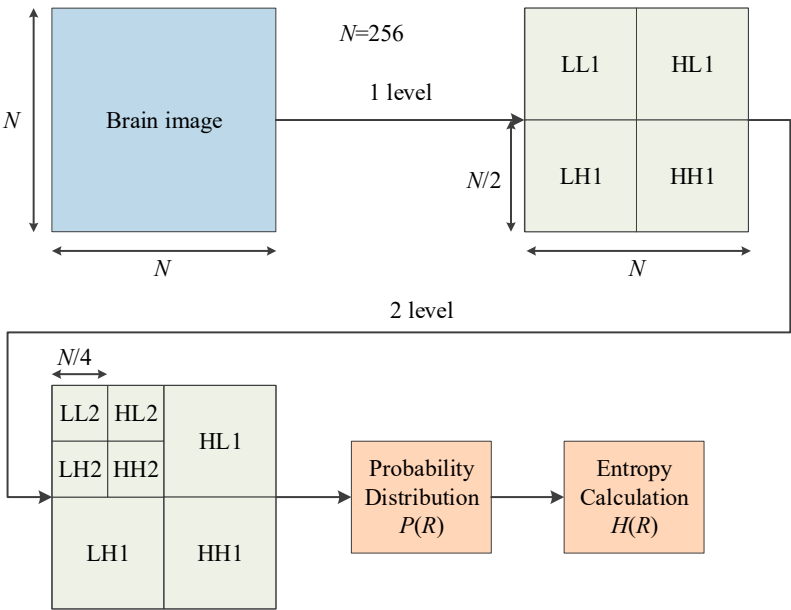 N=256
Brain image
N
N
1 level
LL1
HL1
LH1
HH1
N/2
N
2 level
N/4
LL2
HL2
LH2
HH2
HL1
LH1
HH1
Probability
Distribution
P(R)
Entropy
Calculation
H(R)